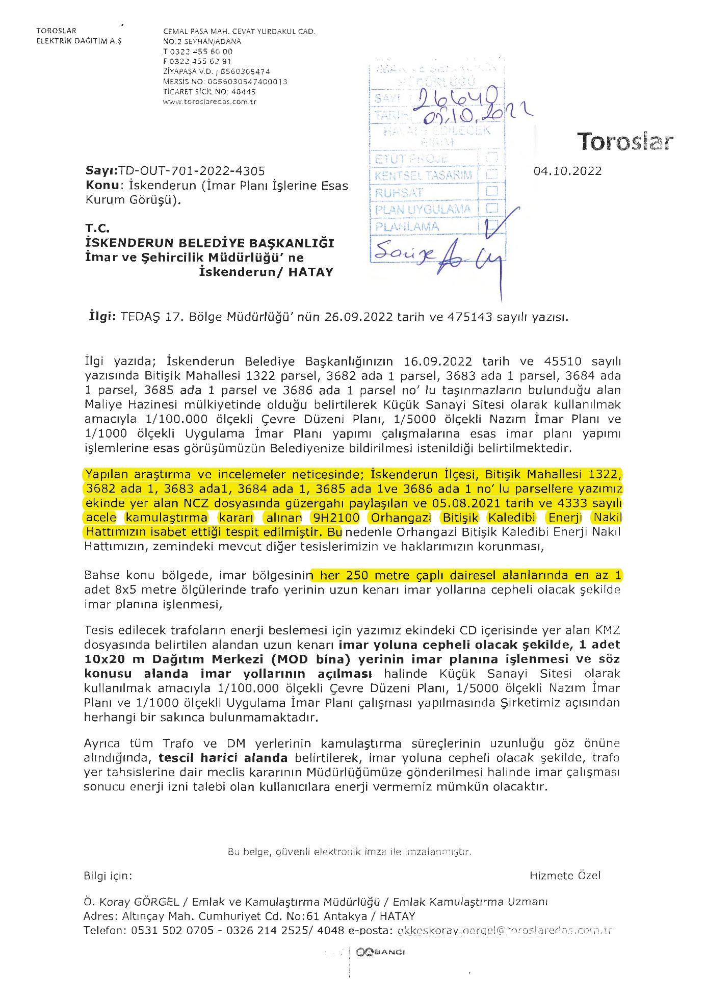 TOROSLAR
ELEKTRİK DAĞITIM A.Ş
CEMAL PASA MAH. CEVAT YURDAKUL CAD.
NO.2 SEYHAN/ADANA
T 0322 455 60 00
F 0322 455 62 91
ZİYAPAŞA V.D. / 8560305474
MERSİS NO: 0856030547400013
TİCARET SİCİL NO: 48445
www.toroslaredas.com.tr
MÜDÜRLÜĞÜ
SAYI 26640
TARİH 05.10.2022
HAVALE EDİLECEK
BİRİM
ETÜT PROJE
KENTSEL TASARIM
RUHSAT
PLAN UYGULAMA
PLANLAMA
Toroslar
Sayı:TD-OUT-701-2022-4305
04.10.2022
Konu: İskenderun (İmar Planı İşlerine Esas
Kurum Görüşü).
T.C.
İSKENDERUN BELEDİYE BAŞKANLIĞI
İmar ve Şehircilik Müdürlüğü' ne
İskenderun/ HATAY
İlgi: TEDAŞ 17. Bölge Müdürlüğü' nün 26.09.2022 tarih ve 475143 sayılı yazısı.
İlgi yazıda; İskenderun Belediye Başkanlığınızın 16.09.2022 tarih ve 45510 sayılı
yazısında Bitişik Mahallesi 1322 parsel, 3682 ada 1 parsel, 3683 ada 1 parsel, 3684 ada
1 parsel, 3685 ada 1 parsel ve 3686 ada 1 parsel no' lu taşınmazların bulunduğu alan
Maliye Hazinesi mülkiyetinde olduğu belirtilerek Küçük Sanayi Sitesi olarak kullanılmak
amacıyla 1/100.000 ölçekli Çevre Düzeni Planı, 1/5000 ölçekli Nazım İmar Planı ve
1/1000 ölçekli Uygulama İmar Planı yapımı çalışmalarına esas imar planı yapımı
işlemlerine esas görüşümüzün Belediyenize bildirilmesi istenildiği belirtilmektedir.
Yapılan araştırma ve incelemeler neticesinde; İskenderun İlçesi, Bitişik Mahallesi 1322,
3682 ada 1, 3683 ada1, 3684 ada 1, 3685 ada 1ve 3686 ada 1 no' lu parsellere yazımız
ekinde yer alan NCZ dosyasında güzergahı paylaşılan ve 05.08.2021 tarih ve 4333 sayılı
acele kamulaştırma kararı alınan 9H2100 Orhangazi Bitişik Kaledibi Enerji Nakil
Hattımızın isabet ettiği tespit edilmiştir. Bu nedenle Orhangazi Bitişik Kaledibi Enerji Nakil
Hattımızın, zemindeki mevcut diğer tesislerimizin ve haklarımızın korunması,
Bahse konu bölgede, imar bölgesinin her 250 metre çaplı dairesel alanlarında en az 1
adet 8x5 metre ölçülerinde trafo yerinin uzun kenarı imar yollarına cepheli olacak şekilde
imar planına işlenmesi,
Tesis edilecek trafoların enerji beslemesi için yazımız ekindeki CD içerisinde yer alan KMZ
dosyasında belirtilen alandan uzun kenarı imar yoluna cepheli olacak şekilde, 1 adet
10x20 m Dağıtım Merkezi (MOD bina) yerinin imar planına işlenmesi ve söz
konusu alanda imar yollarının açılması halinde Küçük Sanayi Sitesi olarak
kullanılmak amacıyla 1/100.000 ölçekli Çevre Düzeni Planı, 1/5000 ölçekli Nazım İmar
Planı ve 1/1000 ölçekli Uygulama İmar Planı çalışması yapılmasında Şirketimiz açısından
herhangi bir sakınca bulunmamaktadır.
Ayrıca tüm Trafo ve DM yerlerinin kamulaştırma süreçlerinin uzunluğu göz önüne
alındığında, tescil harici alanda belirtilerek, imar yoluna cepheli olacak şekilde, trafo
yer tahsislerine dair meclis kararının Müdürlüğümüze gönderilmesi halinde imar çalışması
sonucu enerji izni talebi olan kullanıcılara enerji vermemiz mümkün olacaktır.
Bu belge, güvenli elektronik imza ile imzalanmıştır.
Bilgi için:
Hizmete Özel
Ö. Koray GÖRGEL / Emlak ve Kamulaştırma Müdürlüğü / Emlak Kamulaştırma Uzmanı
Adres: Altınçay Mah. Cumhuriyet Cd. No:61 Antakya / HATAY
Telefon: 0531 502 0705 - 0326 214 2525/ 4048 e-posta: okkeskoray.gorgel@toroslaredas.com.tr
SABANCI